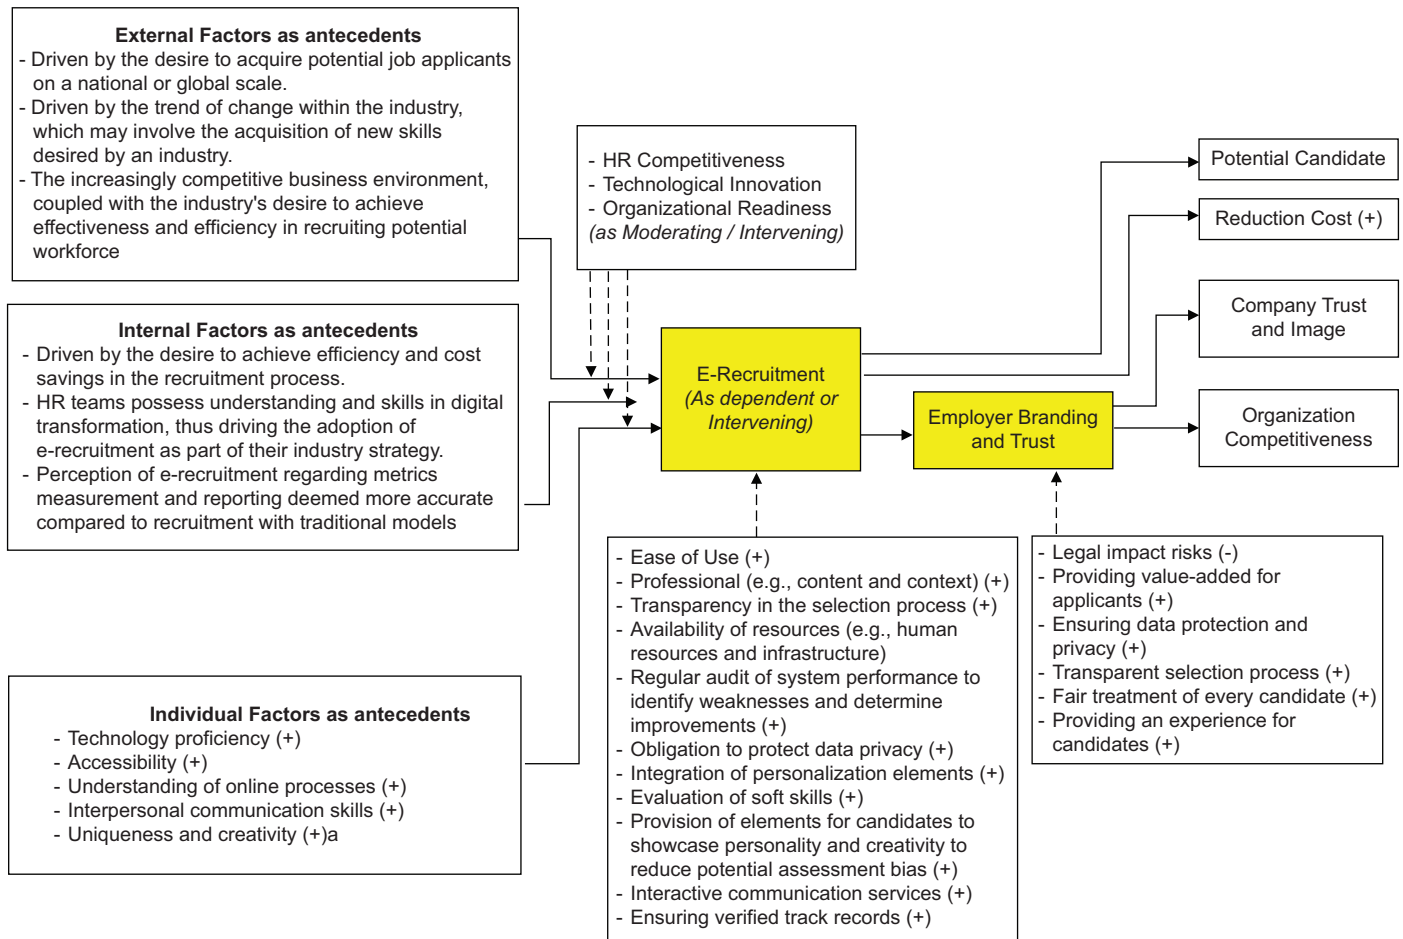 External Factors as antecedents
- Driven by the desire to acquire potential job applicants
on a national or global scale.
- Driven by the trend of change within the industry,
which may involve the acquisition of new skills
desired by an industry.
- The increasingly competitive business environment,
coupled with the industry's desire to achieve
effectiveness and efficiency in recruiting potential
workforce
Internal Factors as antecedents
- Driven by the desire to achieve efficiency and cost
savings in the recruitment process.
- HR teams possess understanding and skills in digital
transformation, thus driving the adoption of
e-recruitment as part of their industry strategy.
- Perception of e-recruitment regarding metrics
measurement and reporting deemed more accurate
compared to recruitment with traditional models
Individual Factors as antecedents
- Technology proficiency (+)
- Accessibility (+)
- Understanding of online processes (+)
- Interpersonal communication skills (+)
- Uniqueness and creativity (+)a
- HR Competitiveness
- Technological Innovation
- Organizational Readiness
(as Moderating / Intervening)
E-Recruitment
(As dependent or
Intervening)
- Ease of Use (+)
- Professional (e.g., content and context) (+)
- Transparency in the selection process (+)
- Availability of resources (e.g., human
resources and infrastructure)
- Regular audit of system performance to
identify weaknesses and determine
improvements (+)
- Obligation to protect data privacy (+)
- Integration of personalization elements (+)
- Evaluation of soft skills (+)
- Provision of elements for candidates to
showcase personality and creativity to
reduce potential assessment bias (+)
- Interactive communication services (+)
- Ensuring verified track records (+)
Employer Branding
and Trust
- Legal impact risks (-)
- Providing value-added for
applicants (+)
- Ensuring data protection and
privacy (+)
- Transparent selection process (+)
- Fair treatment of every candidate (+)
- Providing an experience for
candidates (+)
Potential Candidate
Reduction Cost (+)
Company Trust
and Image
Organization
Competitiveness